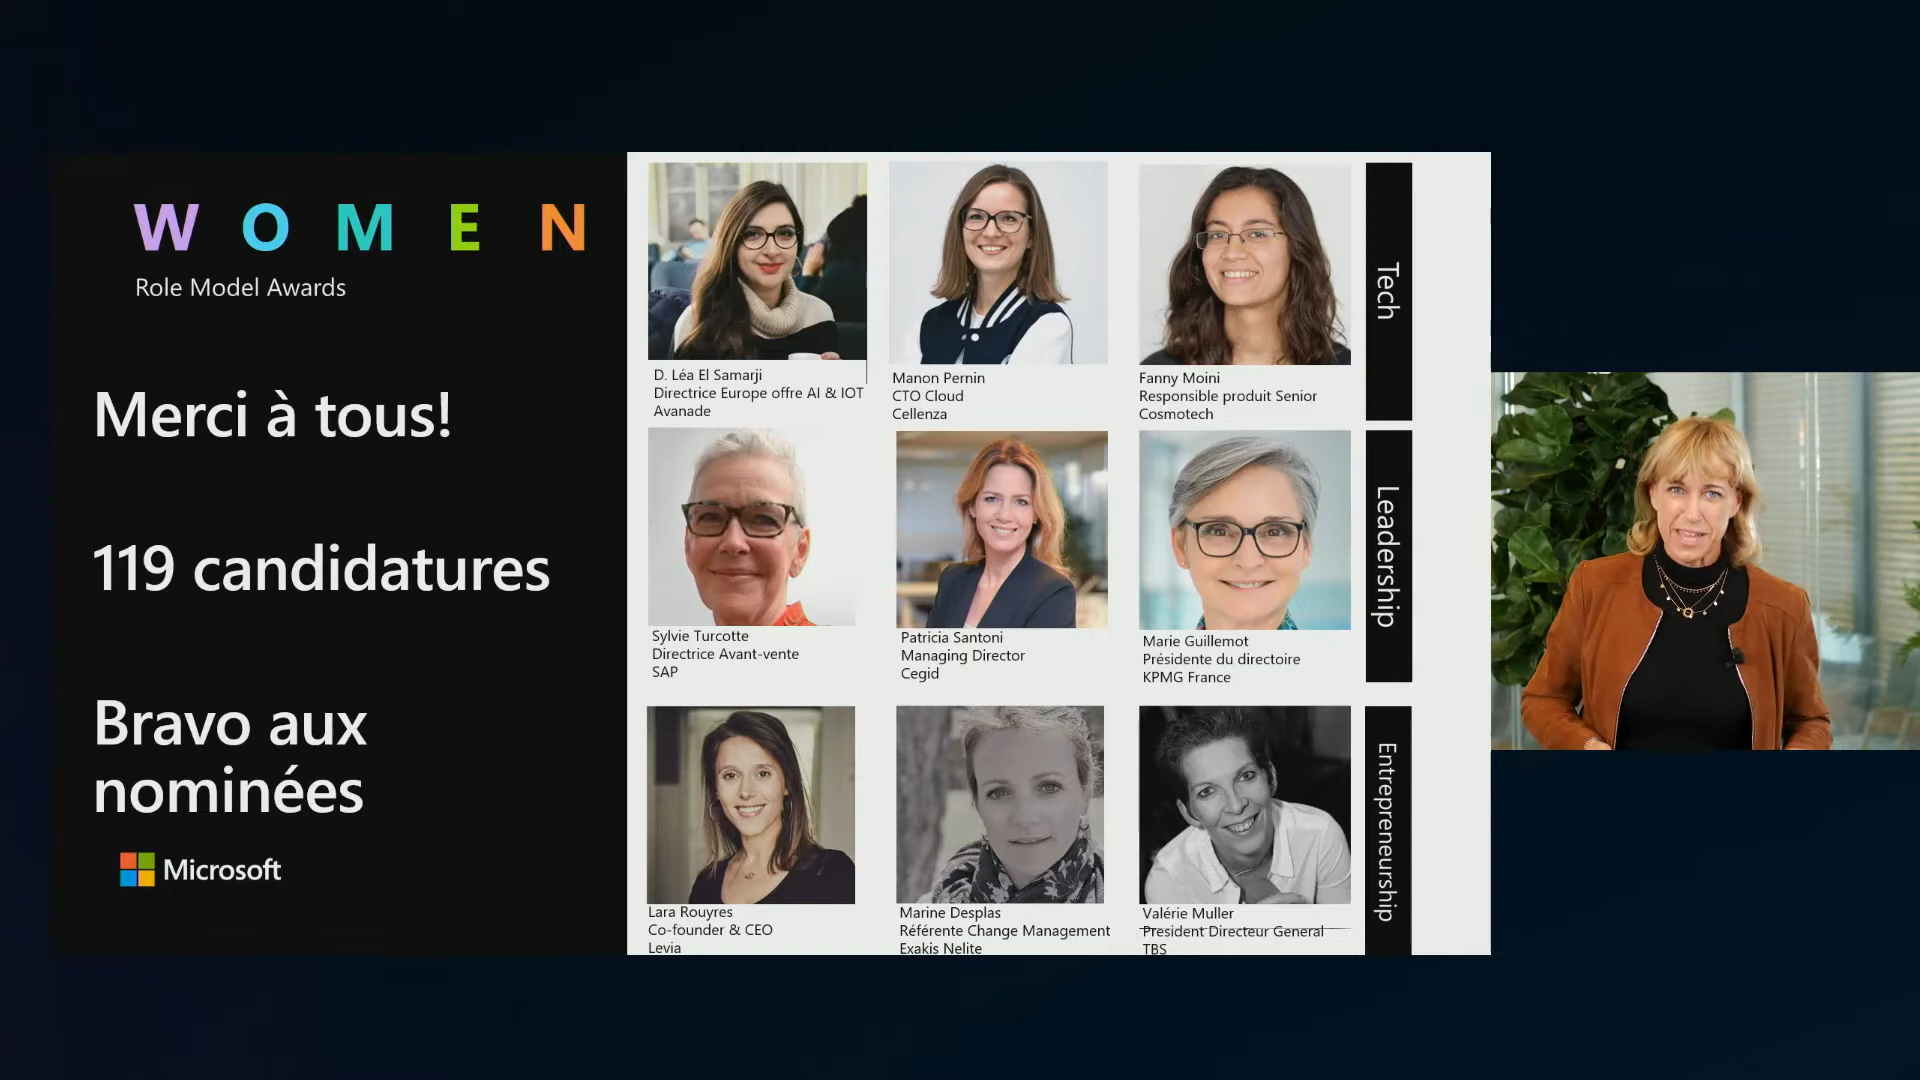 WOMEN
Role Model Awards
Merci à tous!
119 candidatures
Bravo aux
nominées
Microsoft
D. Léa El Samarji
Directrice Europe offre AI & IOT
Avanade
Manon Pernin
CTO Cloud
Cellenza
Fanny Moini
Responsible produit Senior
Cosmotech
Tech
Sylvie Turcotte
Directrice Avant-vente
SAP
Patricia Santoni
Managing Director
Cegid
Marie Guillemot
Présidente du directoire
KPMG France
Leadership
Lara Rouyres
Co-founder & CEO
Levia
Marine Desplas
Référente Change Management
Exakis Nelite
Valérie Muller
President Directeur General
TBS
Entrepreneurship